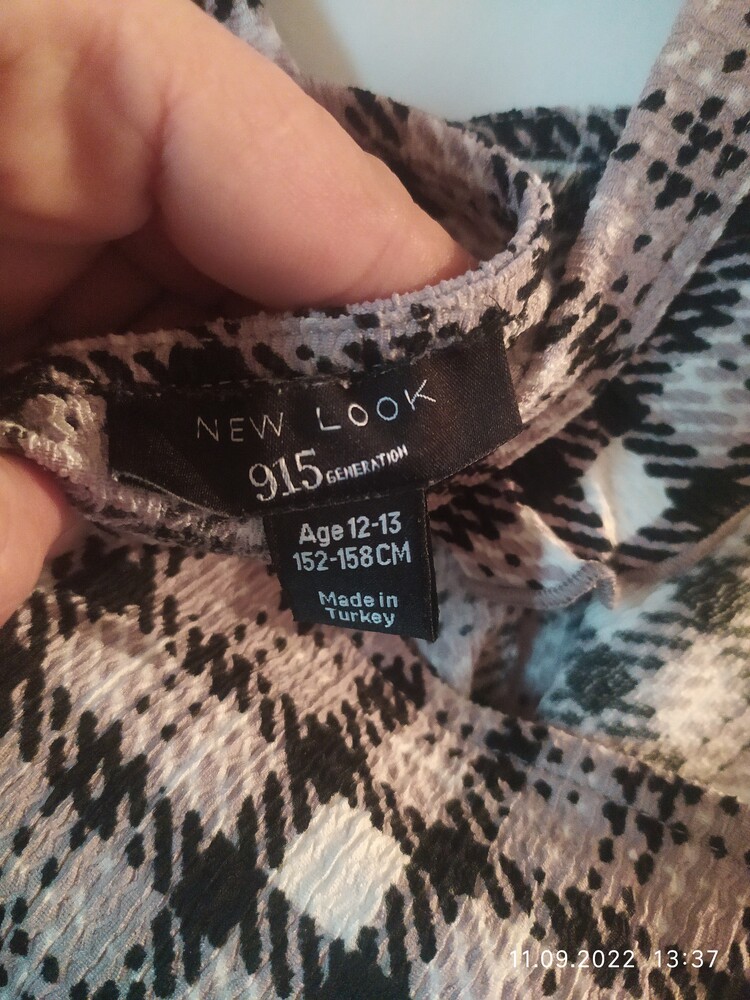 NEW LOOK
915 GENERATION
Age 12-13
152-158CM
Made in
Turkey
11.09.2022 13:37